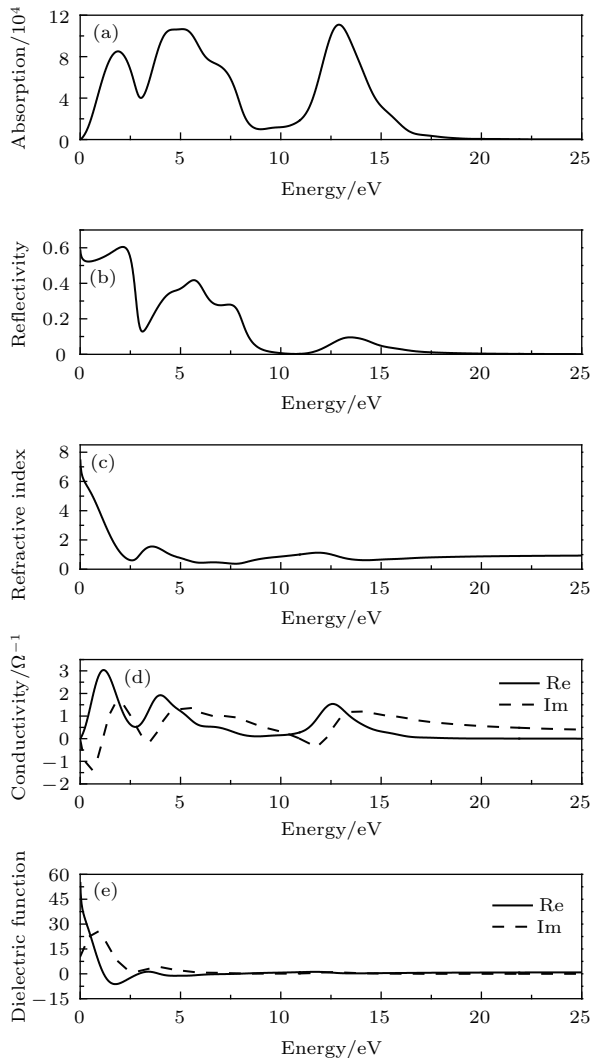 Absorption/10⁴
(a)
12
8
4
0
0 5 10 15 20 25
Energy/eV
Reflectivity
(b)
0.6
0.4
0.2
0
0 5 10 15 20 25
Energy/eV
Refractive index
(c)
8
6
4
2
0
0 5 10 15 20 25
Energy/eV
Conductivity/Ω⁻¹
(d)
3
2
1
0
−1
−2
Re
Im
0 5 10 15 20 25
Energy/eV
Dielectric function
(e)
60
45
30
15
0
−15
Re
Im
0 5 10 15 20 25
Energy/eV